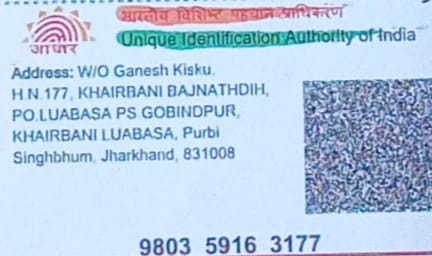 भारतीय विशिष्ट पहचान प्राधिकरण
आधार
Unique Identification Authority of India
Address: W/O Ganesh Kisku,
H.N.177, KHAIRBANI BAJNATHDIH,
PO.LUABASA PS.GOBINDPUR,
KHAIRBANI LUABASA, Purbi
Singhbhum, Jharkhand, 831008
9803 5916 3177